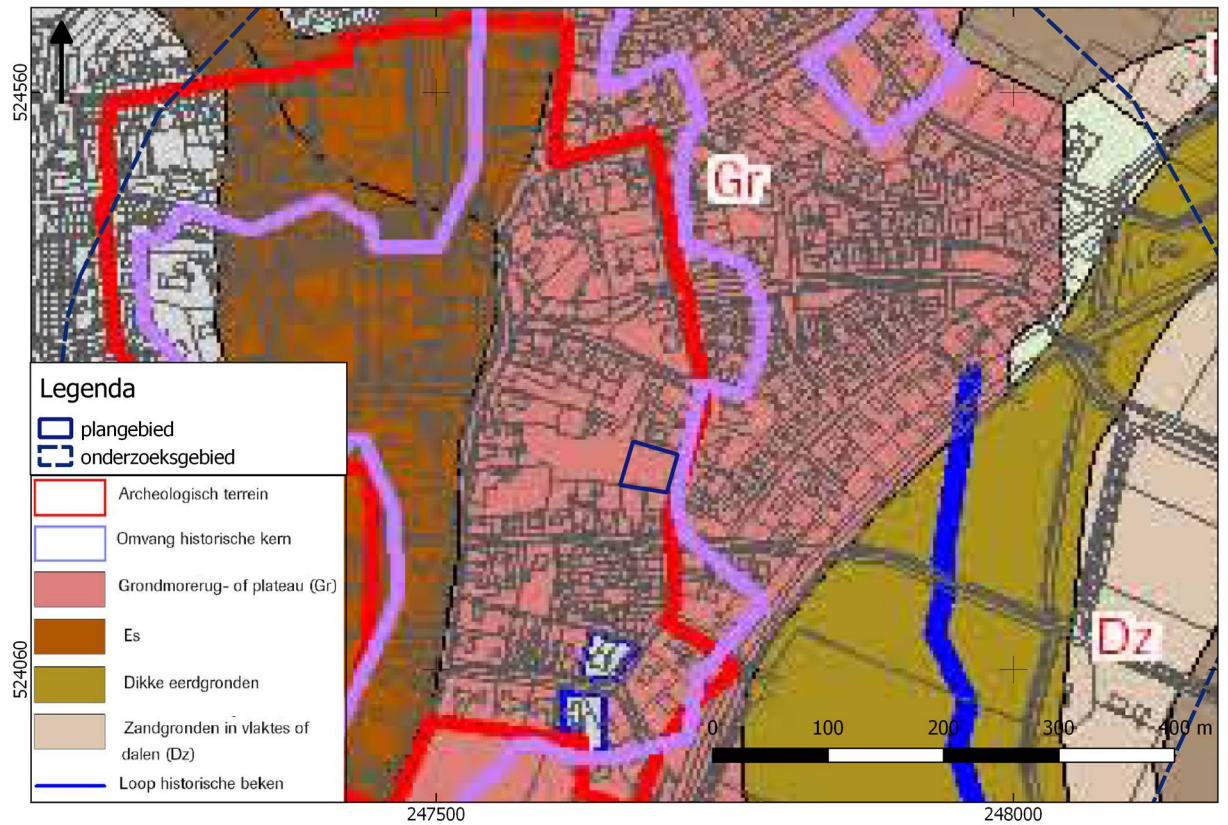 524560
Gr
Legenda
plangebied
onderzoeksgebied
Archeologisch terrein
Omvang historische kern
Grondmorerug- of plateau (Gr)
Es
Dikke eerdgronden
Zandgronden in vlaktes of
dalen (Dz)
Loop historische beken
524060
Dz
0 100 200 300 400 m
247500 248000